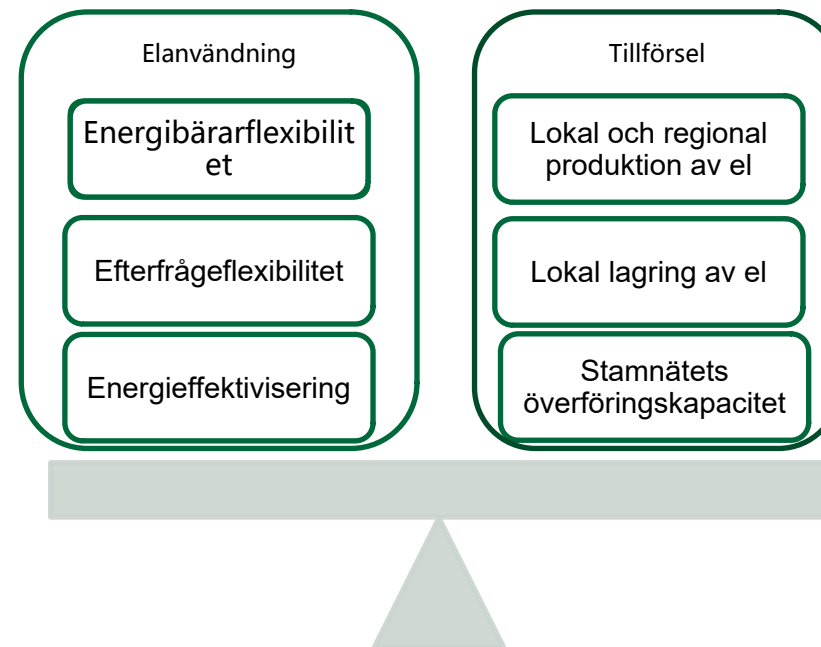 Elanvändning
Energibärarflexibilit
et
Efterfrågeflexibilitet
Energieffektivisering
Tillförsel
Lokal och regional
produktion av el
Lokal lagring av el
Stamnätets
överföringskapacitet